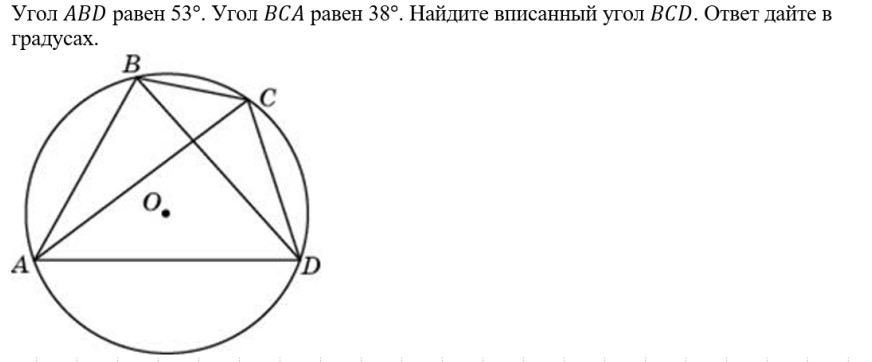 Угол ABD равен 53°. Угол BCA равен 38°. Найдите вписанный угол BCD. Ответ дайте в
градусах.
B
C
O
A
D